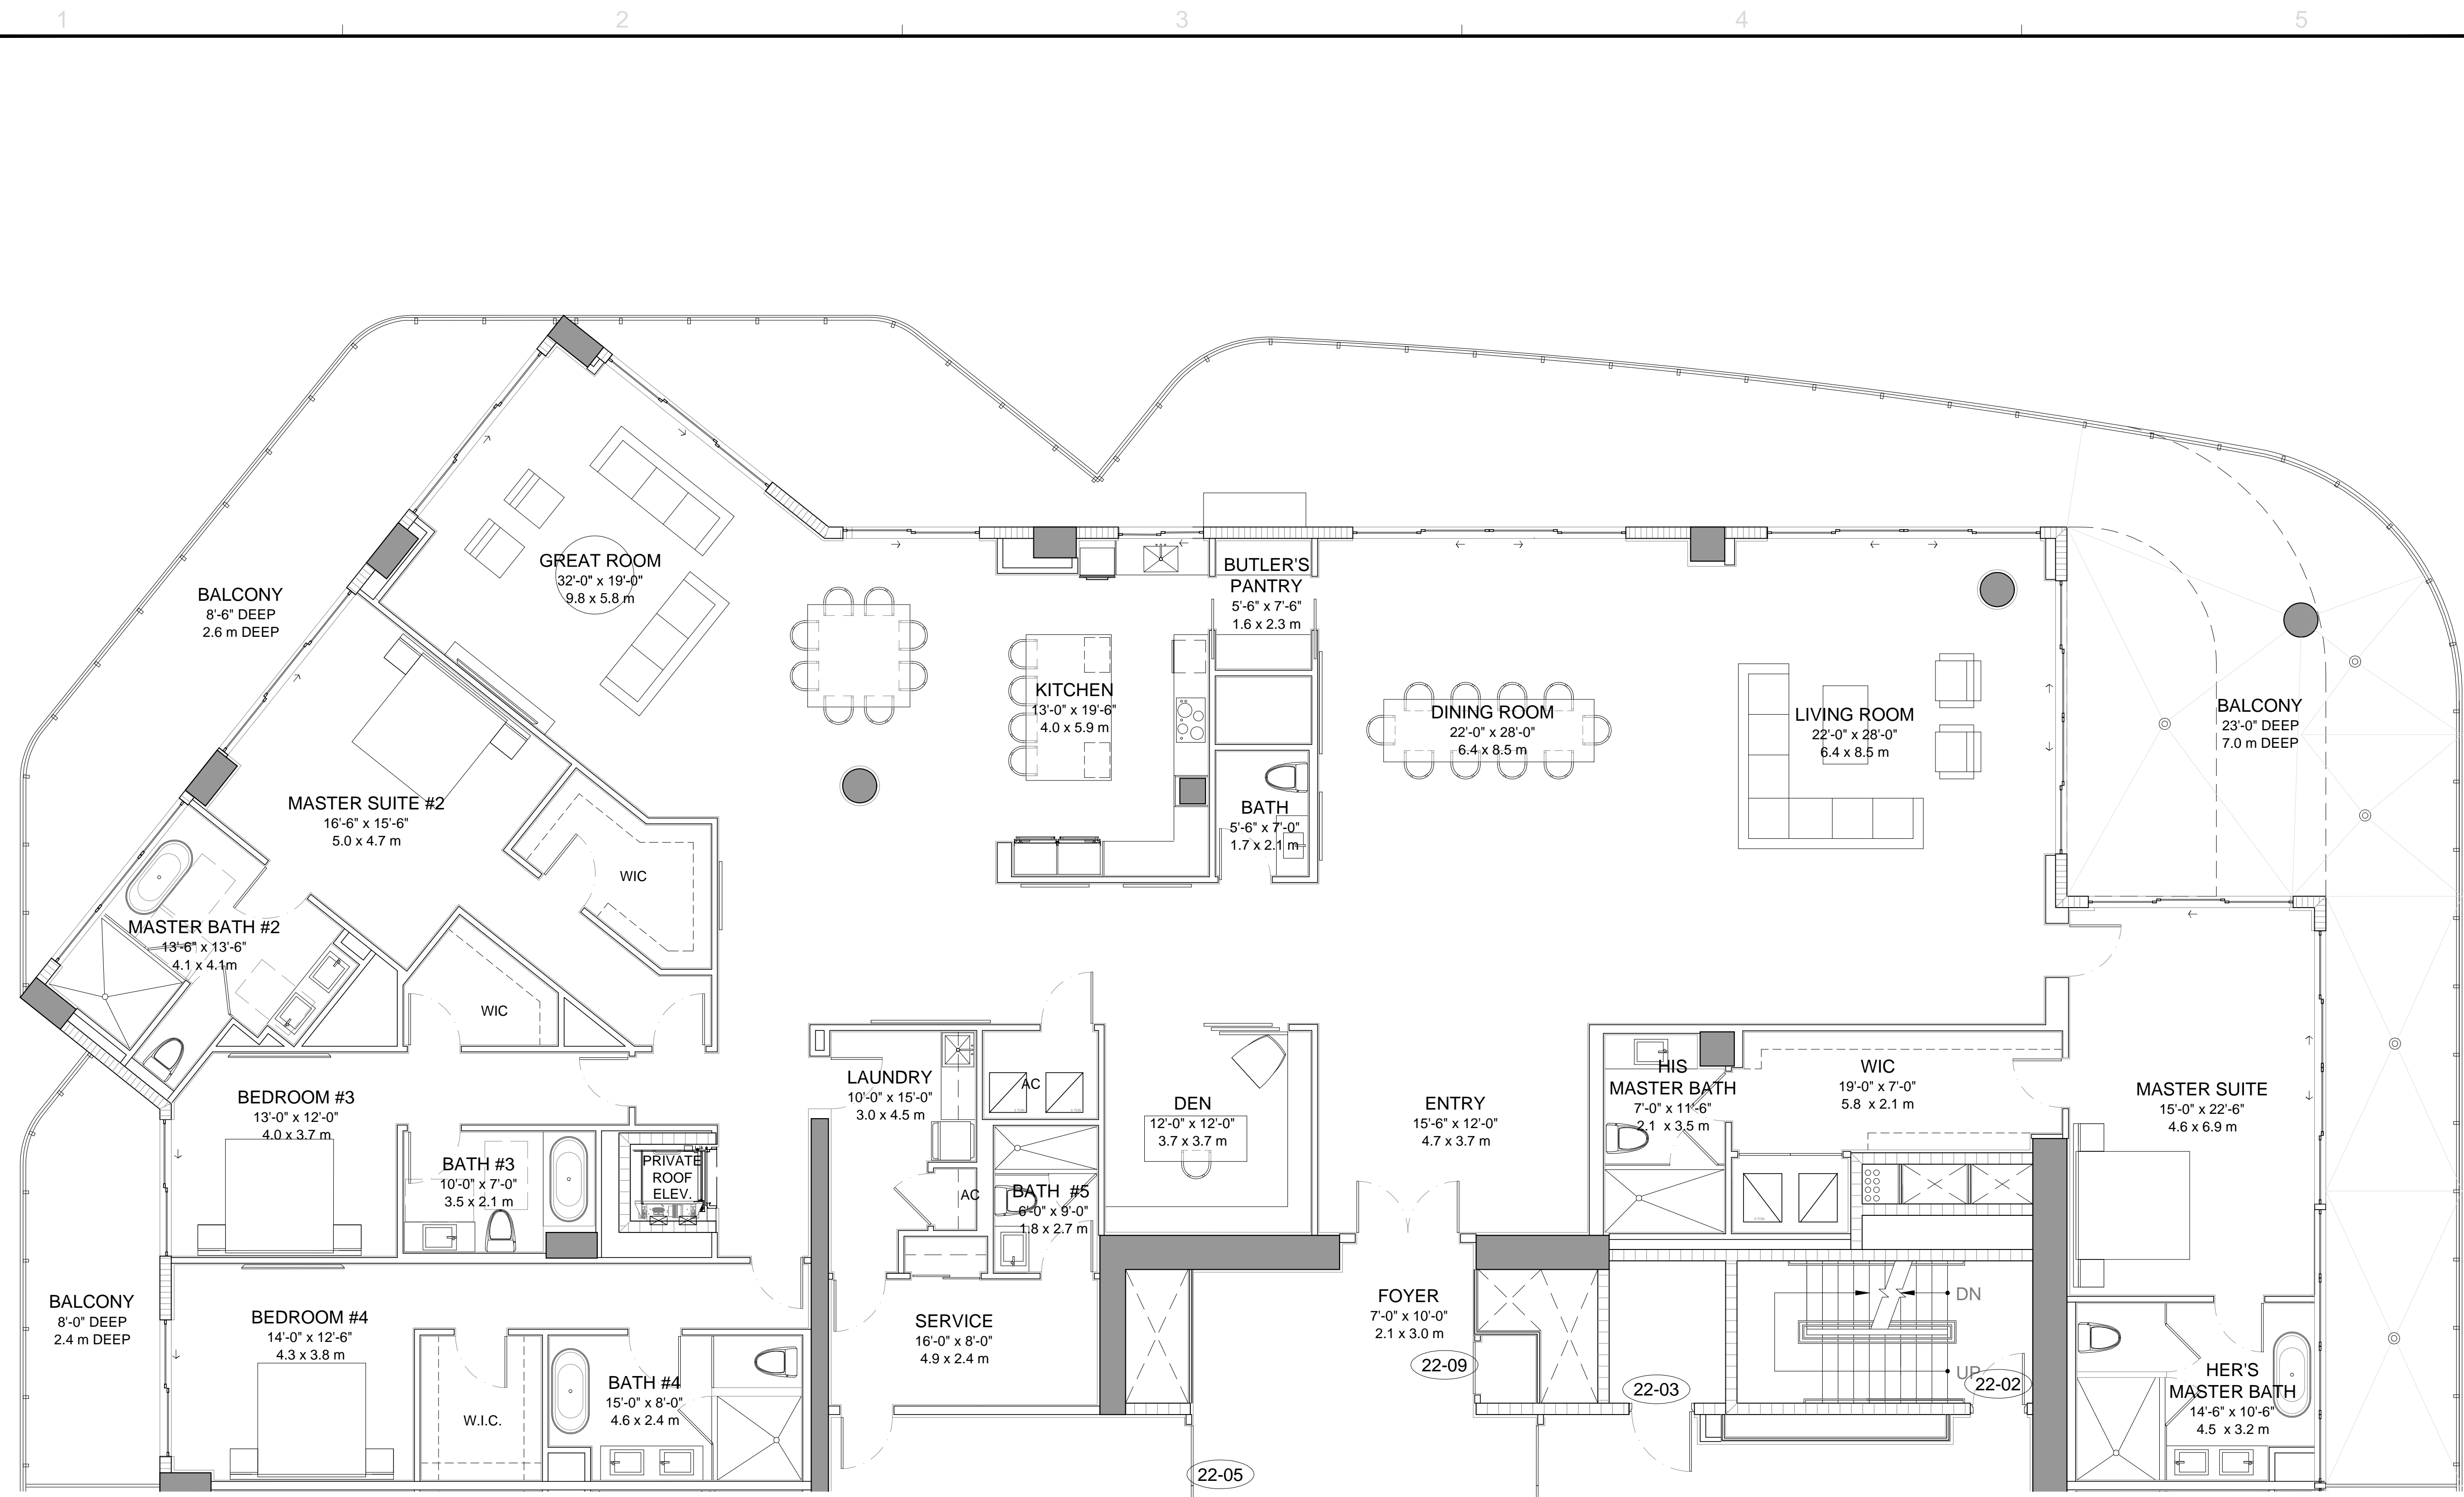 1 2 3 4 5
GREAT ROOM
32'-0" x 19'-0"
9.8 x 5.8 m
BUTLER'S
PANTRY
5'-6" x 7'-6"
1.6 x 2.3 m
BALCONY
8'-6" DEEP
2.6 m DEEP
KITCHEN
13'-0" x 19'-6"
4.0 x 5.9 m
DINING ROOM
22'-0" x 28'-0"
6.4 x 8.5 m
LIVING ROOM
22'-0" x 28'-0"
6.4 x 8.5 m
BALCONY
23'-0" DEEP
7.0 m DEEP
MASTER SUITE #2
16'-6" x 15'-6"
5.0 x 4.7 m
BATH
5'-6" x 7'-0"
1.7 x 2.1 m
WIC
MASTER BATH #2
13'-6" x 13'-6"
4.1 x 4.1m
WIC
BEDROOM #3
13'-0" x 12'-0"
4.0 x 3.7 m
LAUNDRY
10'-0" x 15'-0"
3.0 x 4.5 m
AC
DEN
12'-0" x 12'-0"
3.7 x 3.7 m
ENTRY
15'-6" x 12'-0"
4.7 x 3.7 m
HIS
MASTER BATH
7'-0" x 11'-6"
2.1 x 3.5 m
WIC
19'-0" x 7'-0"
5.8 x 2.1 m
MASTER SUITE
15'-0" x 22'-6"
4.6 x 6.9 m
BATH #3
10'-0" x 7'-0"
3.5 x 2.1 m
PRIVATE
ROOF
ELEV.
AC
BATH #5
6'-0" x 9'-0"
1.8 x 2.7 m
BALCONY
8'-0" DEEP
2.4 m DEEP
BEDROOM #4
14'-0" x 12'-6"
4.3 x 3.8 m
SERVICE
16'-0" x 8'-0"
4.9 x 2.4 m
FOYER
7'-0" x 10'-0"
2.1 x 3.0 m
DN
UP
22-09
22-03
22-02
BATH #4
15'-0" x 8'-0"
4.6 x 2.4 m
W.I.C.
HER'S
MASTER BATH
14'-6" x 10'-6"
4.5 x 3.2 m
22-05